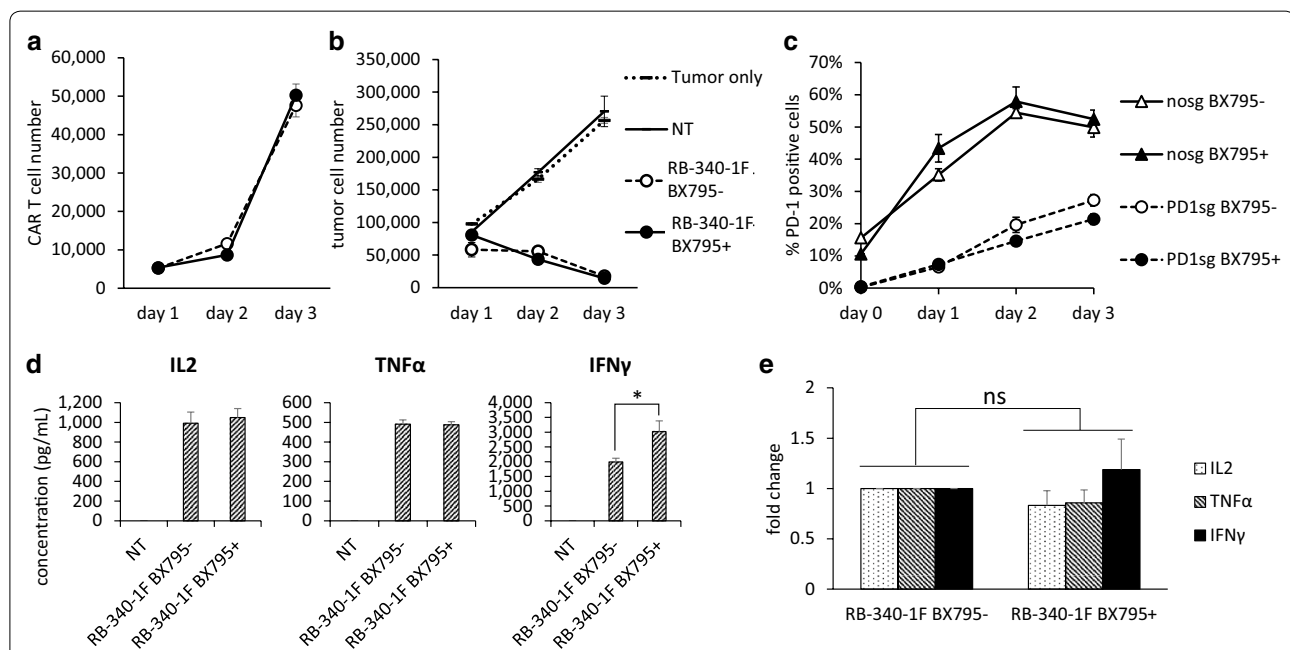 a
60,000
50,000
40,000
30,000
20,000
10,000
0
CAR T cell number
day 1 day 2 day 3
b
350,000
300,000
250,000
200,000
150,000
100,000
50,000
0
tumor cell number
day 1 day 2 day 3
Tumor only
NT
RB-340-1F
BX795-
RB-340-1F
BX795+
c
70%
60%
50%
40%
30%
20%
10%
0%
% PD-1 positive cells
day 0 day 1 day 2 day 3
nosg BX795-
nosg BX795+
PD1sg BX795-
PD1sg BX795+
d
IL2
1,200
1,000
800
600
400
200
0
concentration (pg/mL)
NT
RB-340-1F BX795-
RB-340-1F BX795+
TNFα
600
500
400
300
200
100
0
NT
RB-340-1F BX795-
RB-340-1F BX795+
IFNγ
4,000
3,500
3,000
2,500
2,000
1,500
1,000
500
0
*
NT
RB-340-1F BX795-
RB-340-1F BX795+
e
2
1.5
1
0.5
0
fold change
ns
RB-340-1F BX795- RB-340-1F BX795+
IL2
TNFα
IFNγ